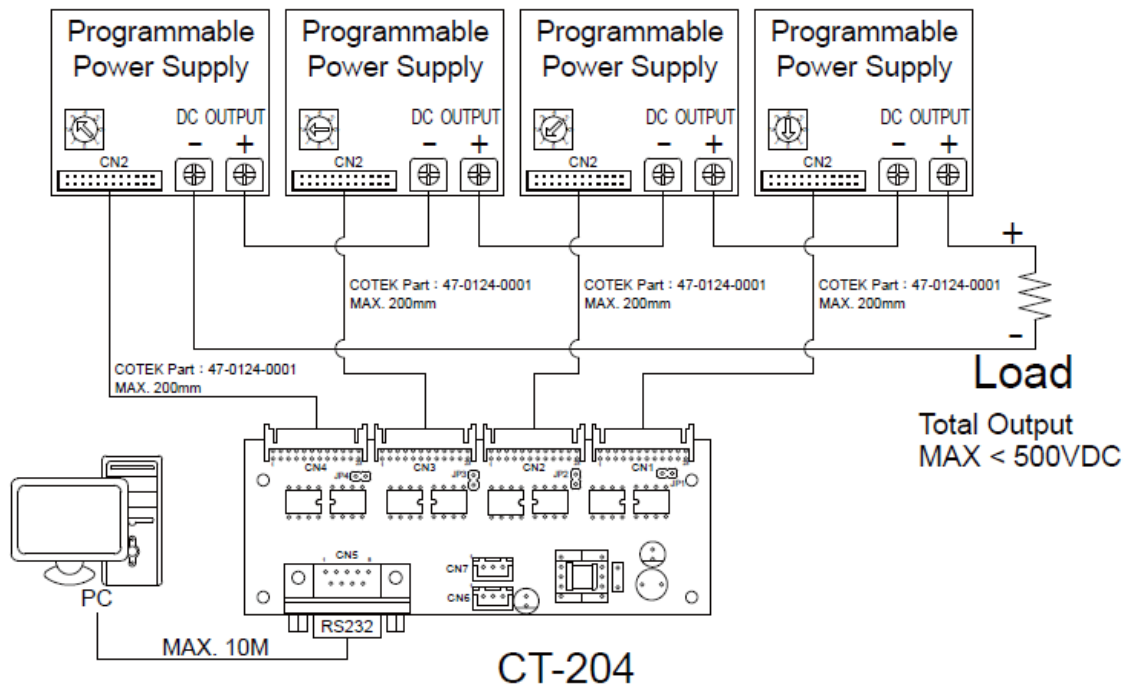 Programmable
Power Supply
DC OUTPUT
- +
CN2
Programmable
Power Supply
DC OUTPUT
- +
CN2
Programmable
Power Supply
DC OUTPUT
- +
CN2
Programmable
Power Supply
DC OUTPUT
- +
CN2
+
COTEK Part : 47-0124-0001
MAX. 200mm
COTEK Part : 47-0124-0001
MAX. 200mm
COTEK Part : 47-0124-0001
MAX. 200mm
-
Load
COTEK Part : 47-0124-0001
MAX. 200mm
Total Output
MAX < 500VDC
CN4
CN3
CN2
CN1
JP4
JP3
JP2
JP1
CN5
CN7
CN6
PC
RS232
MAX. 10M
CT-204